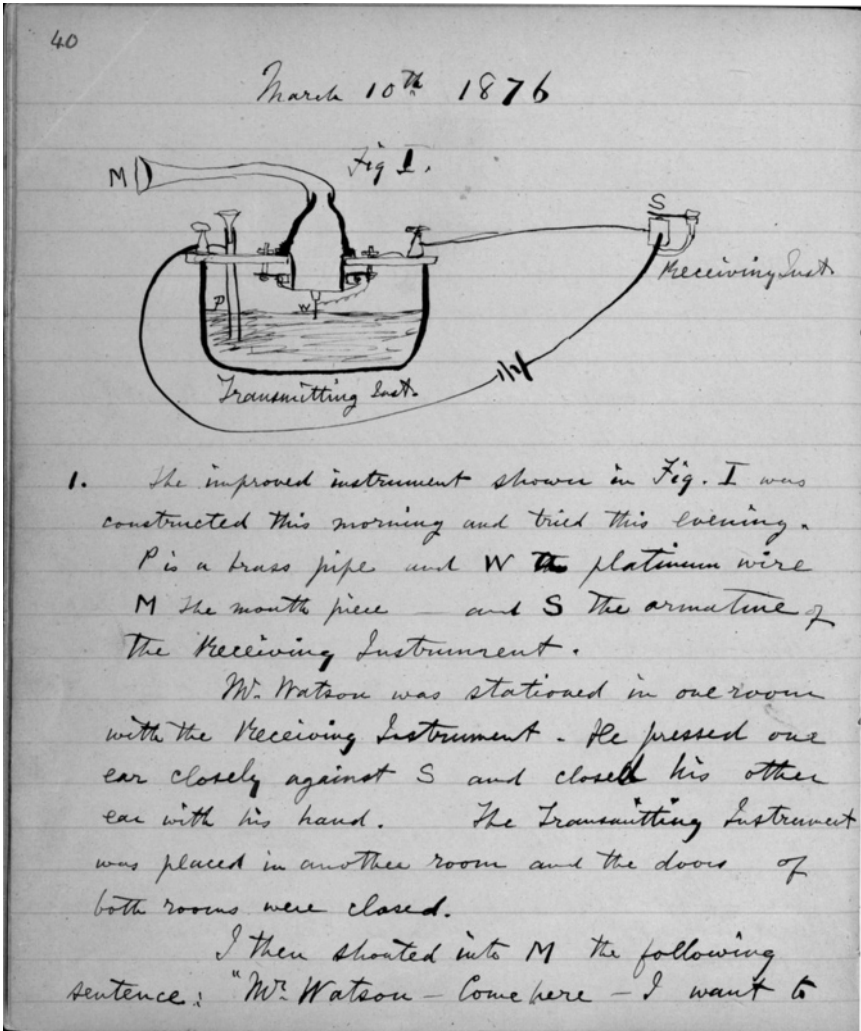 40
March 10th 1876
M
Fig I.
S
Receiving Inst.
P
W
Transmitting Inst.
1. The improved instrument shown in Fig. I was
constructed this morning and tried this evening.
P is a brass pipe and W the platinum wire
M the mouth piece — and S the armature of
the Receiving Instrument.
Mr. Watson was stationed in one room
with the Receiving Instrument. He pressed one
ear closely against S and closed his other
ear with his hand. The Transmitting Instrument
was placed in another room and the doors of
both rooms were closed.
I then shouted into M the following
sentence: "Mr. Watson — Come here — I want to